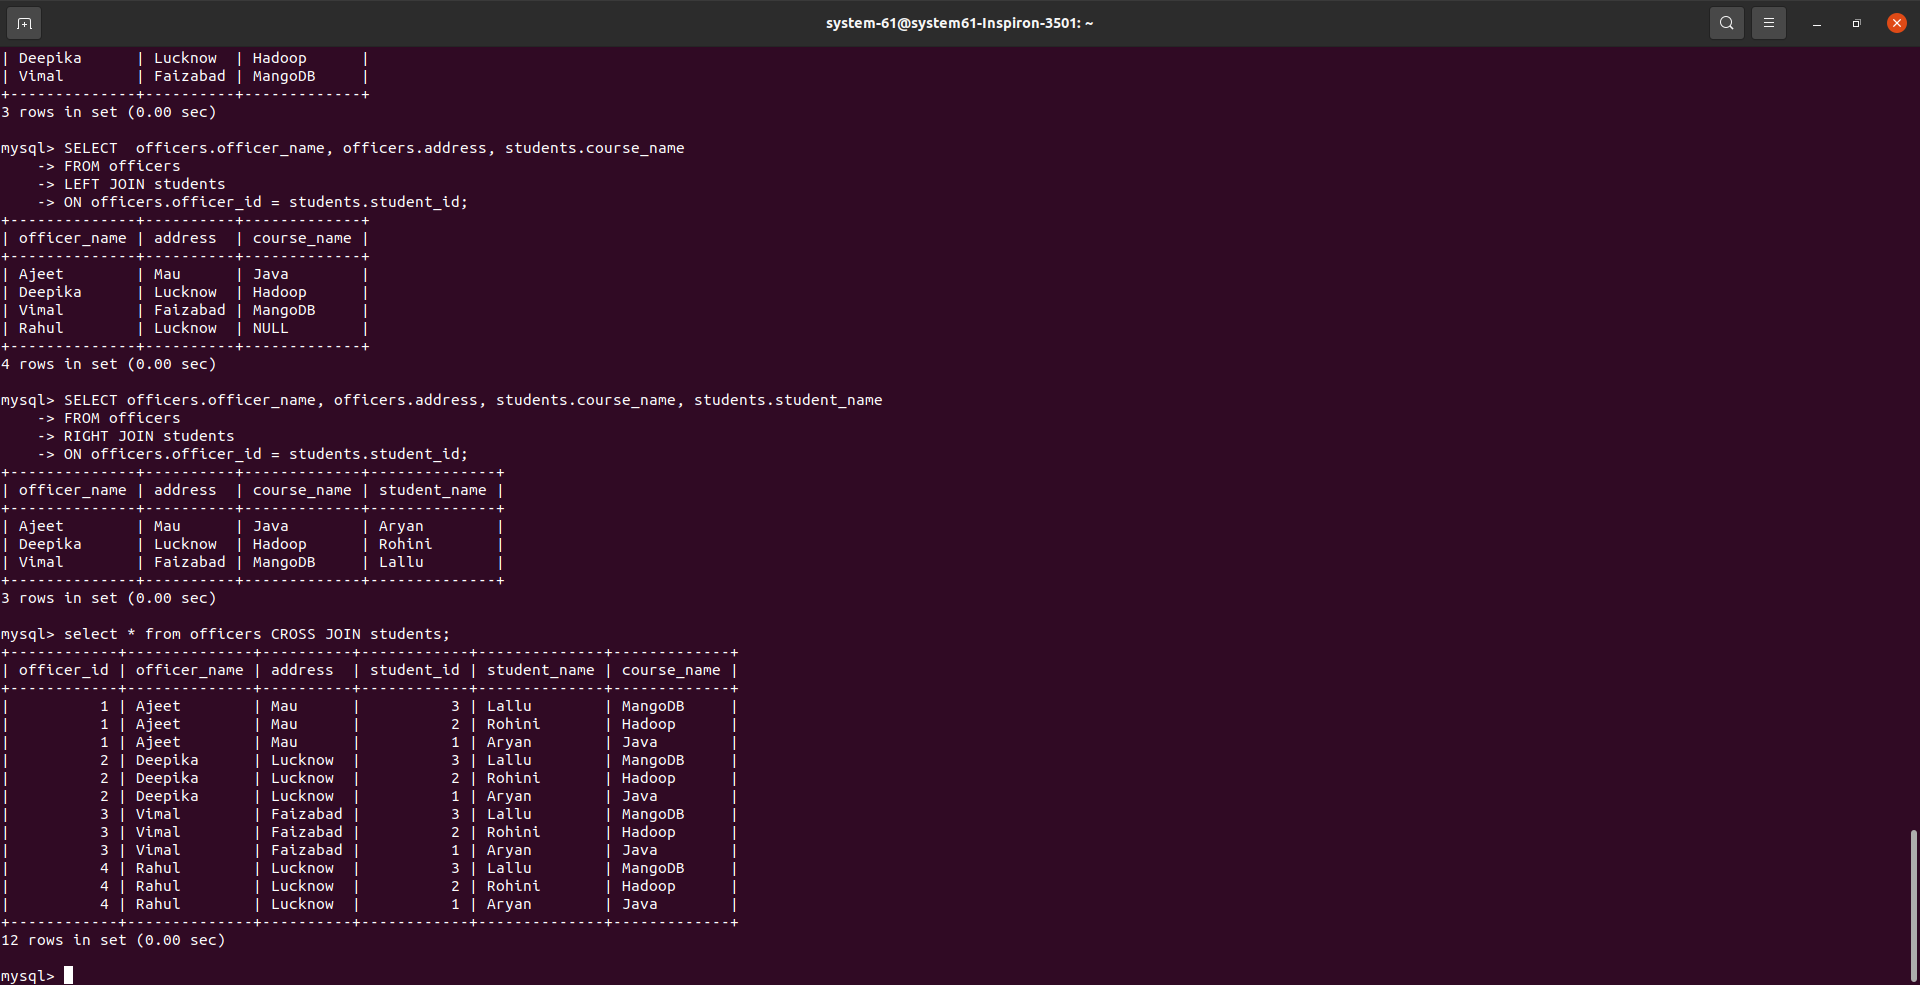 system-61@system61-Inspiron-3501: ~
| Deepika      | Lucknow  | Hadoop      |
| Vimal        | Faizabad | MangoDB     |
+--------------+----------+-------------+
3 rows in set (0.00 sec)
mysql> SELECT  officers.officer_name, officers.address, students.course_name
    -> FROM officers
    -> LEFT JOIN students
    -> ON officers.officer_id = students.student_id;
+--------------+----------+-------------+
| officer_name | address  | course_name |
+--------------+----------+-------------+
| Ajeet        | Mau      | Java        |
| Deepika      | Lucknow  | Hadoop      |
| Vimal        | Faizabad | MangoDB     |
| Rahul        | Lucknow  | NULL        |
+--------------+----------+-------------+
4 rows in set (0.00 sec)
mysql> SELECT officers.officer_name, officers.address, students.course_name, students.student_name
    -> FROM officers
    -> RIGHT JOIN students
    -> ON officers.officer_id = students.student_id;
+--------------+----------+-------------+--------------+
| officer_name | address  | course_name | student_name |
+--------------+----------+-------------+--------------+
| Ajeet        | Mau      | Java        | Aryan        |
| Deepika      | Lucknow  | Hadoop      | Rohini       |
| Vimal        | Faizabad | MangoDB     | Lallu        |
+--------------+----------+-------------+--------------+
3 rows in set (0.00 sec)
mysql> select * from officers CROSS JOIN students;
+------------+--------------+----------+------------+--------------+-------------+
| officer_id | officer_name | address  | student_id | student_name | course_name |
+------------+--------------+----------+------------+--------------+-------------+
|          1 | Ajeet        | Mau      |          3 | Lallu        | MangoDB     |
|          1 | Ajeet        | Mau      |          2 | Rohini       | Hadoop      |
|          1 | Ajeet        | Mau      |          1 | Aryan        | Java        |
|          2 | Deepika      | Lucknow  |          3 | Lallu        | MangoDB     |
|          2 | Deepika      | Lucknow  |          2 | Rohini       | Hadoop      |
|          2 | Deepika      | Lucknow  |          1 | Aryan        | Java        |
|          3 | Vimal        | Faizabad |          3 | Lallu        | MangoDB     |
|          3 | Vimal        | Faizabad |          2 | Rohini       | Hadoop      |
|          3 | Vimal        | Faizabad |          1 | Aryan        | Java        |
|          4 | Rahul        | Lucknow  |          3 | Lallu        | MangoDB     |
|          4 | Rahul        | Lucknow  |          2 | Rohini       | Hadoop      |
|          4 | Rahul        | Lucknow  |          1 | Aryan        | Java        |
+------------+--------------+----------+------------+--------------+-------------+
12 rows in set (0.00 sec)
mysql>